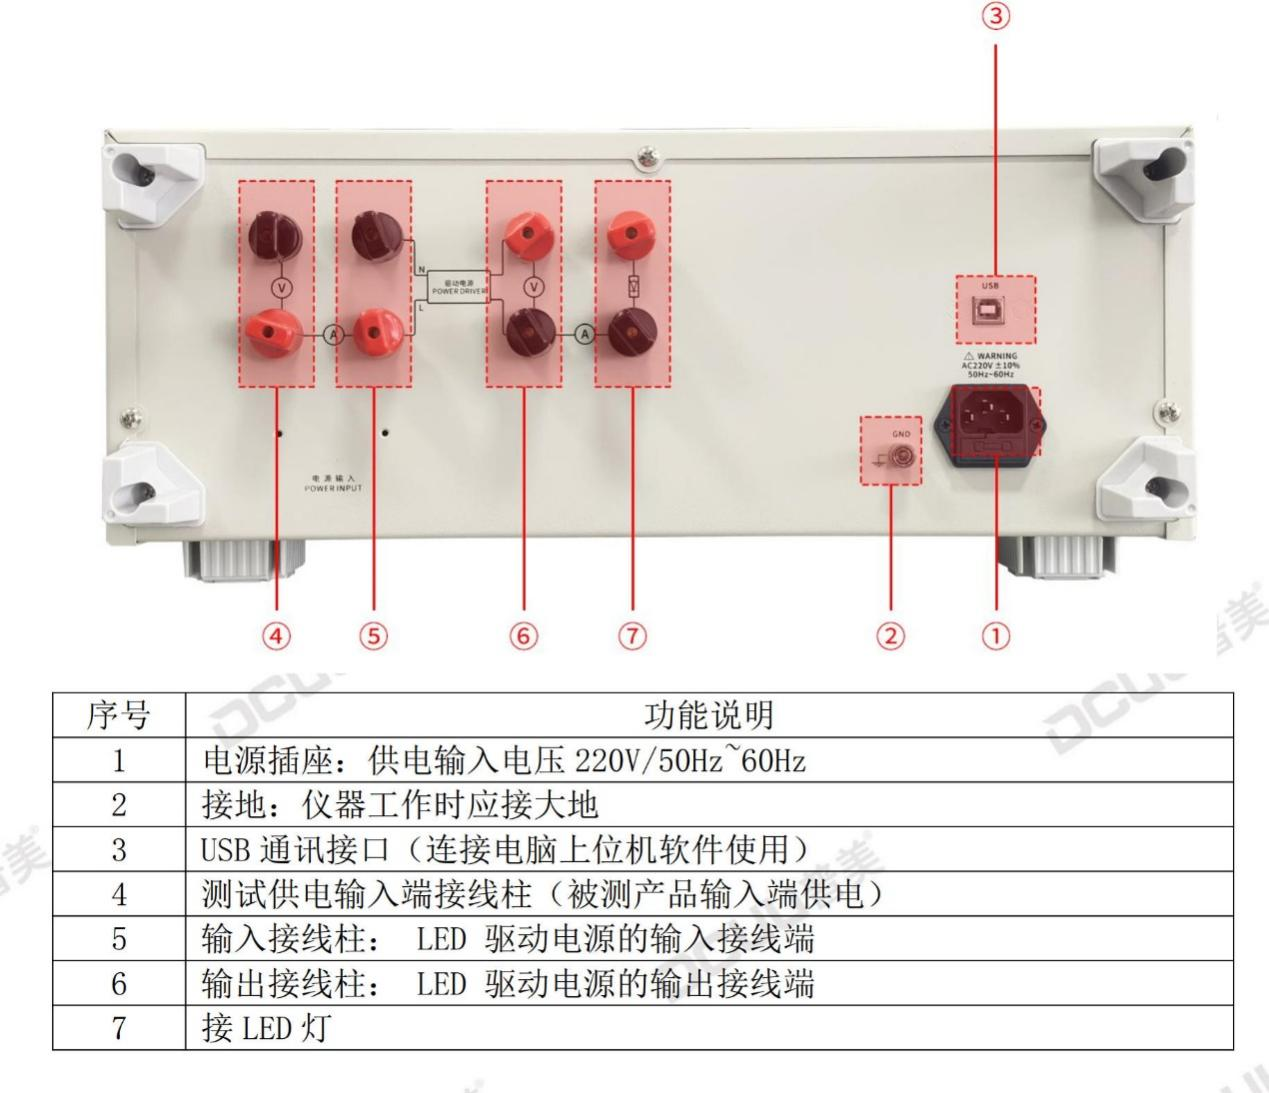 ③
USB
⚠ WARNING
AC220V ±10%
50Hz~60Hz
V
A
N
驱动电源
POWER DRIVER
L
V
A
GND
电 源 输 入
POWER INPUT
④ ⑤ ⑥ ⑦ ② ①
序号 功能说明
1 电源插座：供电输入电压 220V/50Hz~60Hz
2 接地：仪器工作时应接大地
3 USB 通讯接口（连接电脑上位机软件使用）
4 测试供电输入端接线柱（被测产品输入端供电）
5 输入接线柱： LED 驱动电源的输入接线端
6 输出接线柱： LED 驱动电源的输出接线端
7 接 LED 灯